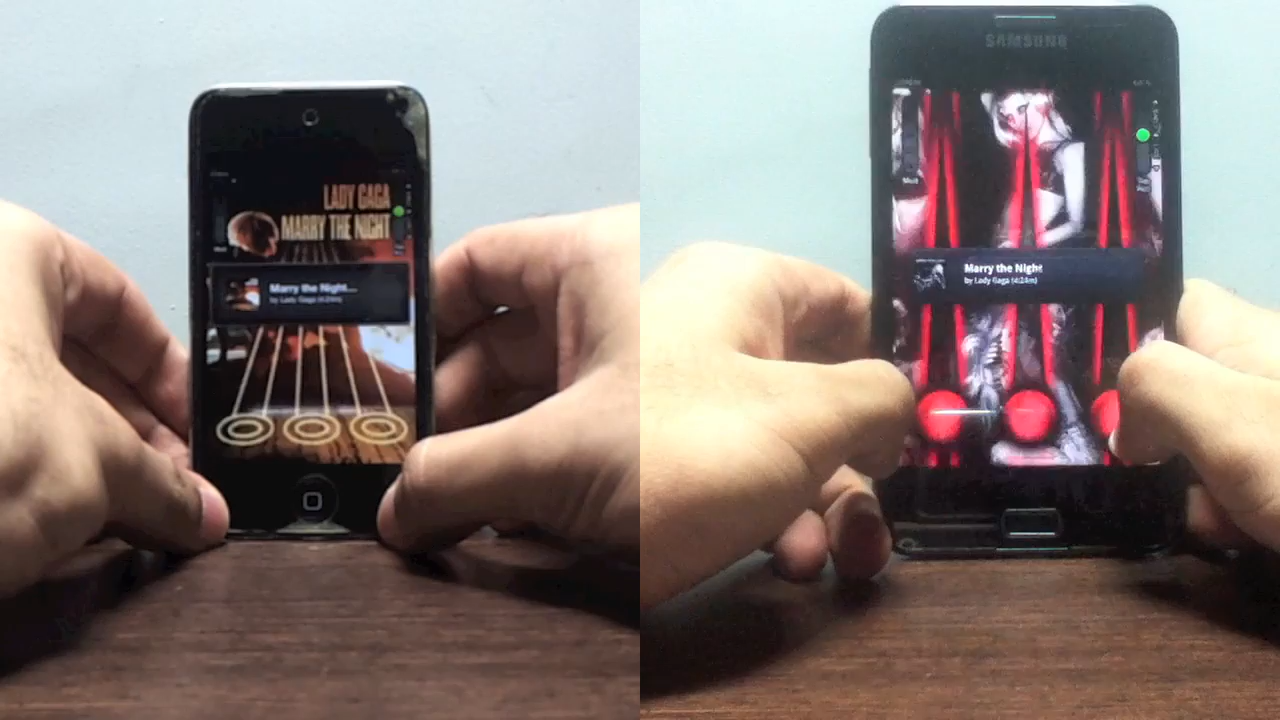 LADY GAGA
MARRY THE NIGHT
Marry the Night...
by Lady Gaga (4:24m)
SAMSUNG
Marry the Night
by Lady Gaga (4:24m)